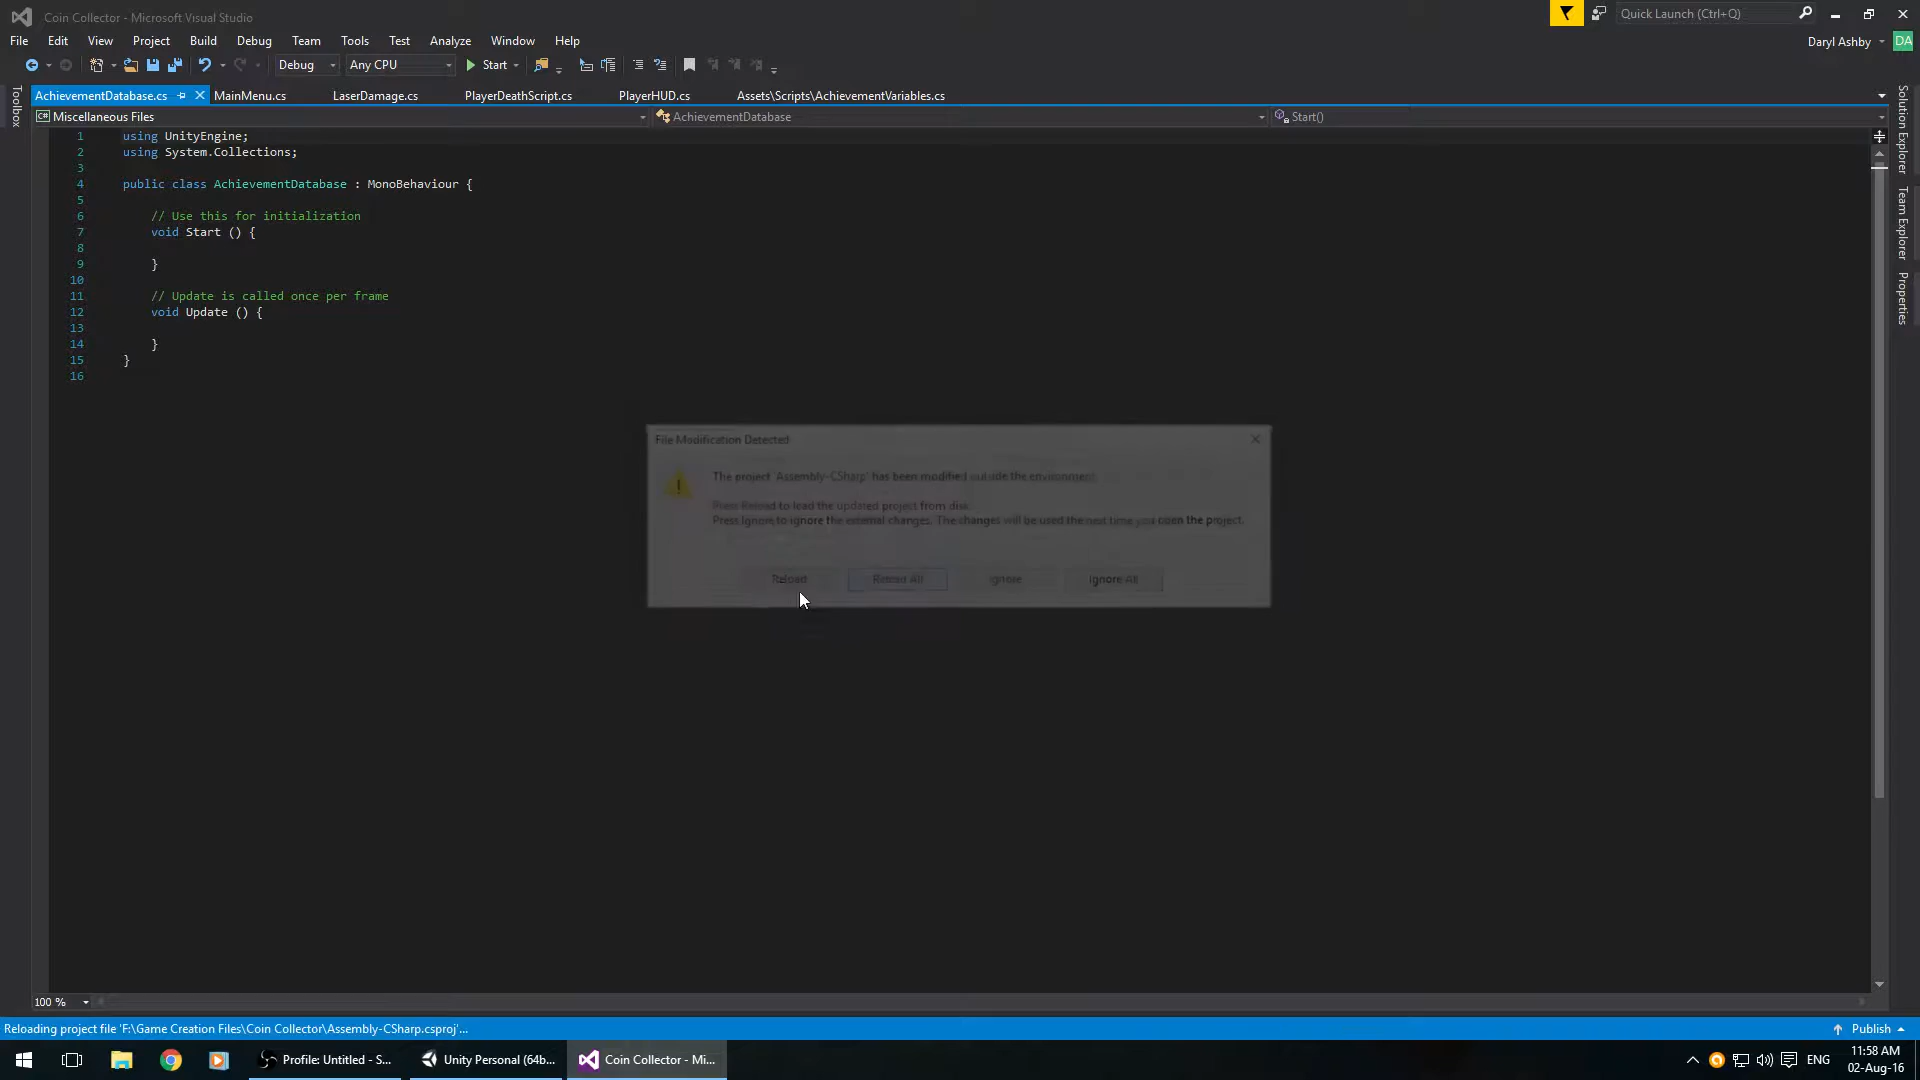 Coin Collector - Microsoft Visual Studio
Quick Launch (Ctrl+Q)
File Edit View Project Build Debug Team Tools Test Analyze Window Help
Daryl Ashby DA
Debug Any CPU Start
Toolbox
AchievementDatabase.cs MainMenu.cs LaserDamage.cs PlayerDeathScript.cs PlayerHUD.cs Assets\Scripts\AchievementVariables.cs
C# Miscellaneous Files AchievementDatabase Start()
1 using UnityEngine;
2 using System.Collections;
3
4 public class AchievementDatabase : MonoBehaviour {
5
6 // Use this for initialization
7 void Start () {
8
9 }
10
11 // Update is called once per frame
12 void Update () {
13
14 }
15 }
16
Solution Explorer
Team Explorer
Properties
File Modification Detected
The project 'Assembly-CSharp' has been modified outside the environment.
Press Reload to load the updated project from disk.
Press Ignore to ignore the external changes. The changes will be used the next time you open the project.
Reload Reload All Ignore Ignore All
100 %
Reloading project file 'F:\Game Creation Files\Coin Collector\Assembly-CSharp.csproj'...
Publish
Profile: Untitled - S... Unity Personal (64b... Coin Collector - Mi...
ENG
11:58 AM
02-Aug-16